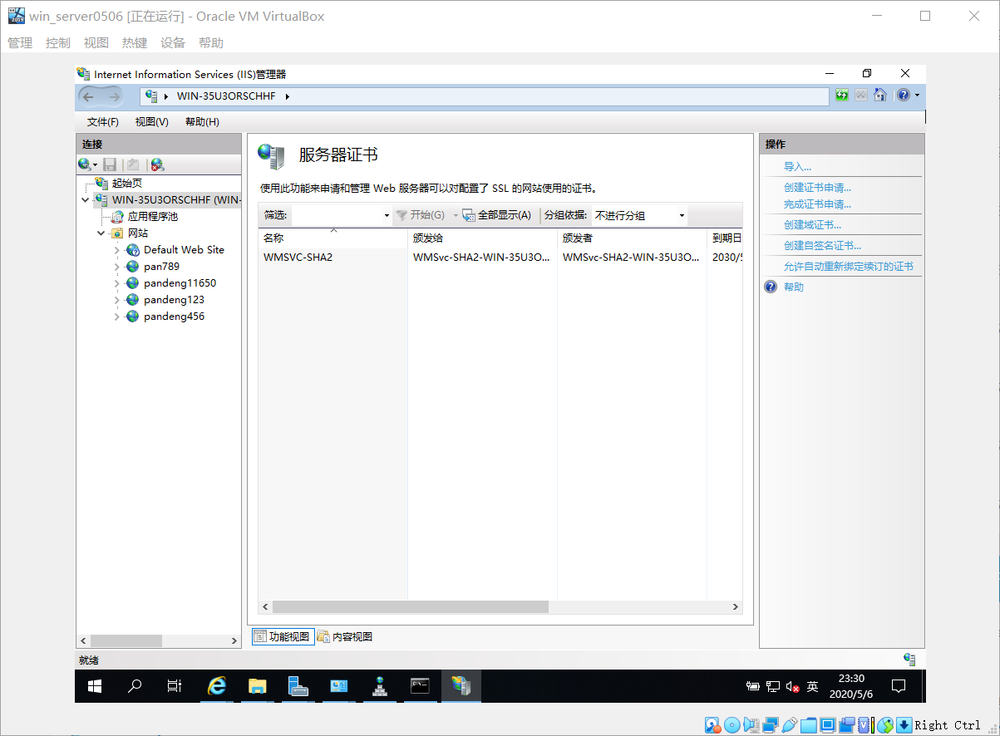 win_server0506 [正在运行] - Oracle VM VirtualBox
管理 控制 视图 热键 设备 帮助
Internet Information Services (IIS)管理器
WIN-35U3ORSCHHF
文件(F) 视图(V) 帮助(H)
连接
起始页
WIN-35U3ORSCHHF (WIN-
应用程序池
网站
Default Web Site
pan789
pandeng11650
pandeng123
pandeng456
服务器证书
使用此功能来申请和管理 Web 服务器可以对配置了 SSL 的网站使用的证书。
筛选: 开始(G) 全部显示(A) 分组依据: 不进行分组
名称 颁发给 颁发者 到期日
WMSVC-SHA2 WMSvc-SHA2-WIN-35U3O... WMSvc-SHA2-WIN-35U3O... 2030/5
功能视图 内容视图
操作
导入...
创建证书申请...
完成证书申请...
创建域证书...
创建自签名证书...
允许自动重新绑定续订的证书
帮助
就绪
英
23:30
2020/5/6
Right Ctrl